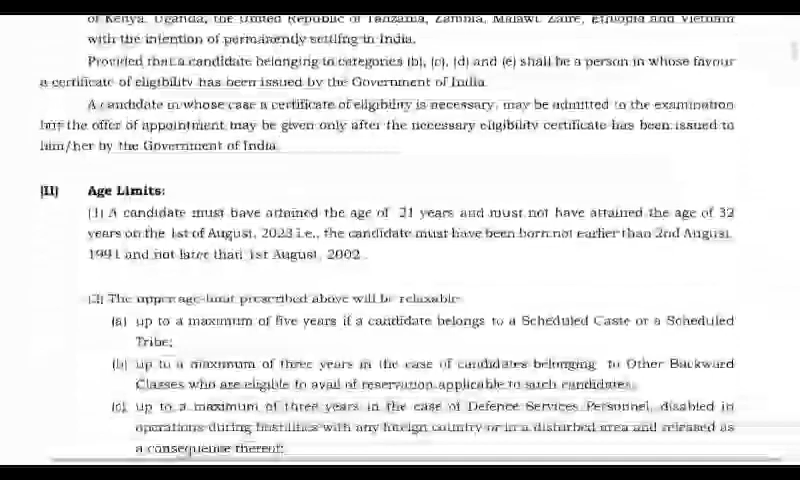 of Kenya, Uganda, the United Republic of Tanzania, Zambia, Malawi, Zaire, Ethiopia and Vietnam
with the intention of permanently settling in India.
Provided that a candidate belonging to categories (b), (c), (d) and (e) shall be a person in whose favour
a certificate of eligibility has been issued by the Government of India.
A candidate in whose case a certificate of eligibility is necessary, may be admitted to the examination
but the offer of appointment may be given only after the necessary eligibility certificate has been issued to
him/her by the Government of India.
(II) Age Limits:
(1) A candidate must have attained the age of 21 years and must not have attained the age of 32
years on the 1st of August, 2023 i.e., the candidate must have been born not earlier than 2nd August,
1991 and not later than 1st August, 2002.
(2) The upper age-limit prescribed above will be relaxable:
(a) up to a maximum of five years if a candidate belongs to a Scheduled Caste or a Scheduled
Tribe;
(b) up to a maximum of three years in the case of candidates belonging to Other Backward
Classes who are eligible to avail of reservation applicable to such candidates;
(c) up to a maximum of three years in the case of Defence Services Personnel, disabled in
operations during hostilities with any foreign country or in a disturbed area and released as
a consequence thereof;